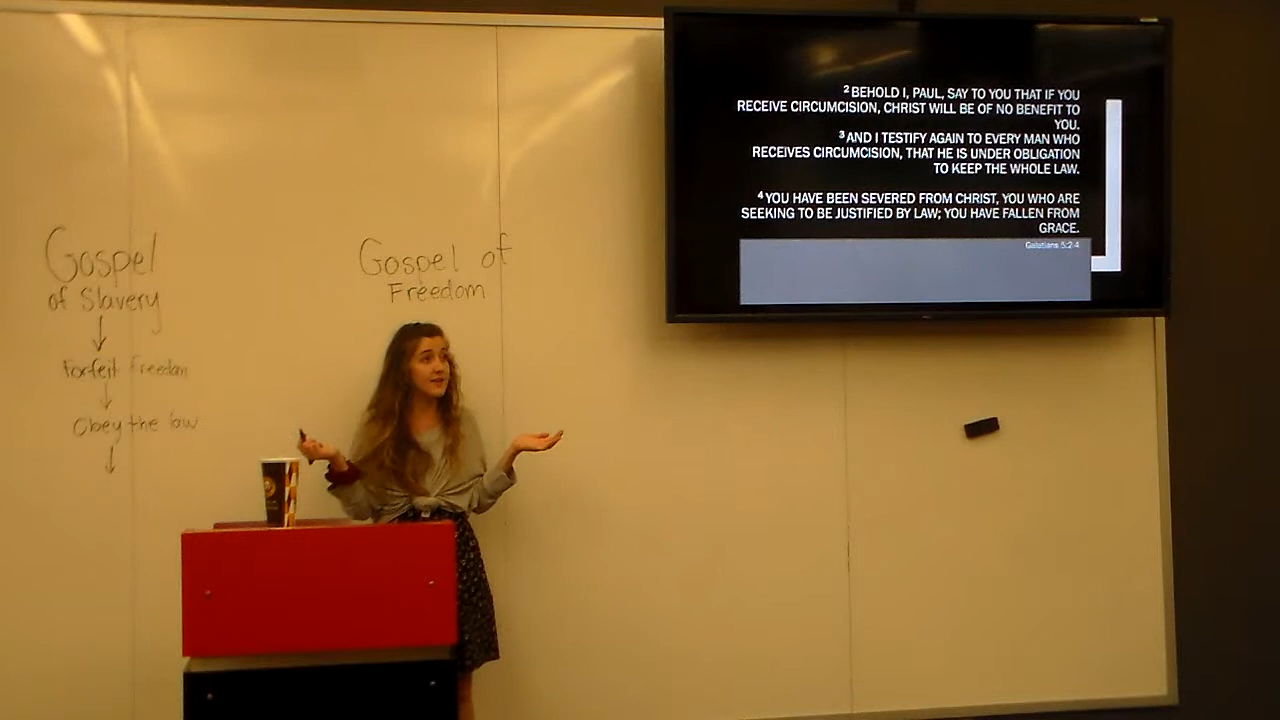 Gospel
of Slavery
Forfeit Freedom
Obey the law
Gospel of
Freedom
2 BEHOLD I, PAUL, SAY TO YOU THAT IF YOU
RECEIVE CIRCUMCISION, CHRIST WILL BE OF NO BENEFIT TO
YOU.
3 AND I TESTIFY AGAIN TO EVERY MAN WHO
RECEIVES CIRCUMCISION, THAT HE IS UNDER OBLIGATION
TO KEEP THE WHOLE LAW.
4 YOU HAVE BEEN SEVERED FROM CHRIST, YOU WHO ARE
SEEKING TO BE JUSTIFIED BY LAW; YOU HAVE FALLEN FROM
GRACE.
Galatians 5:2-4